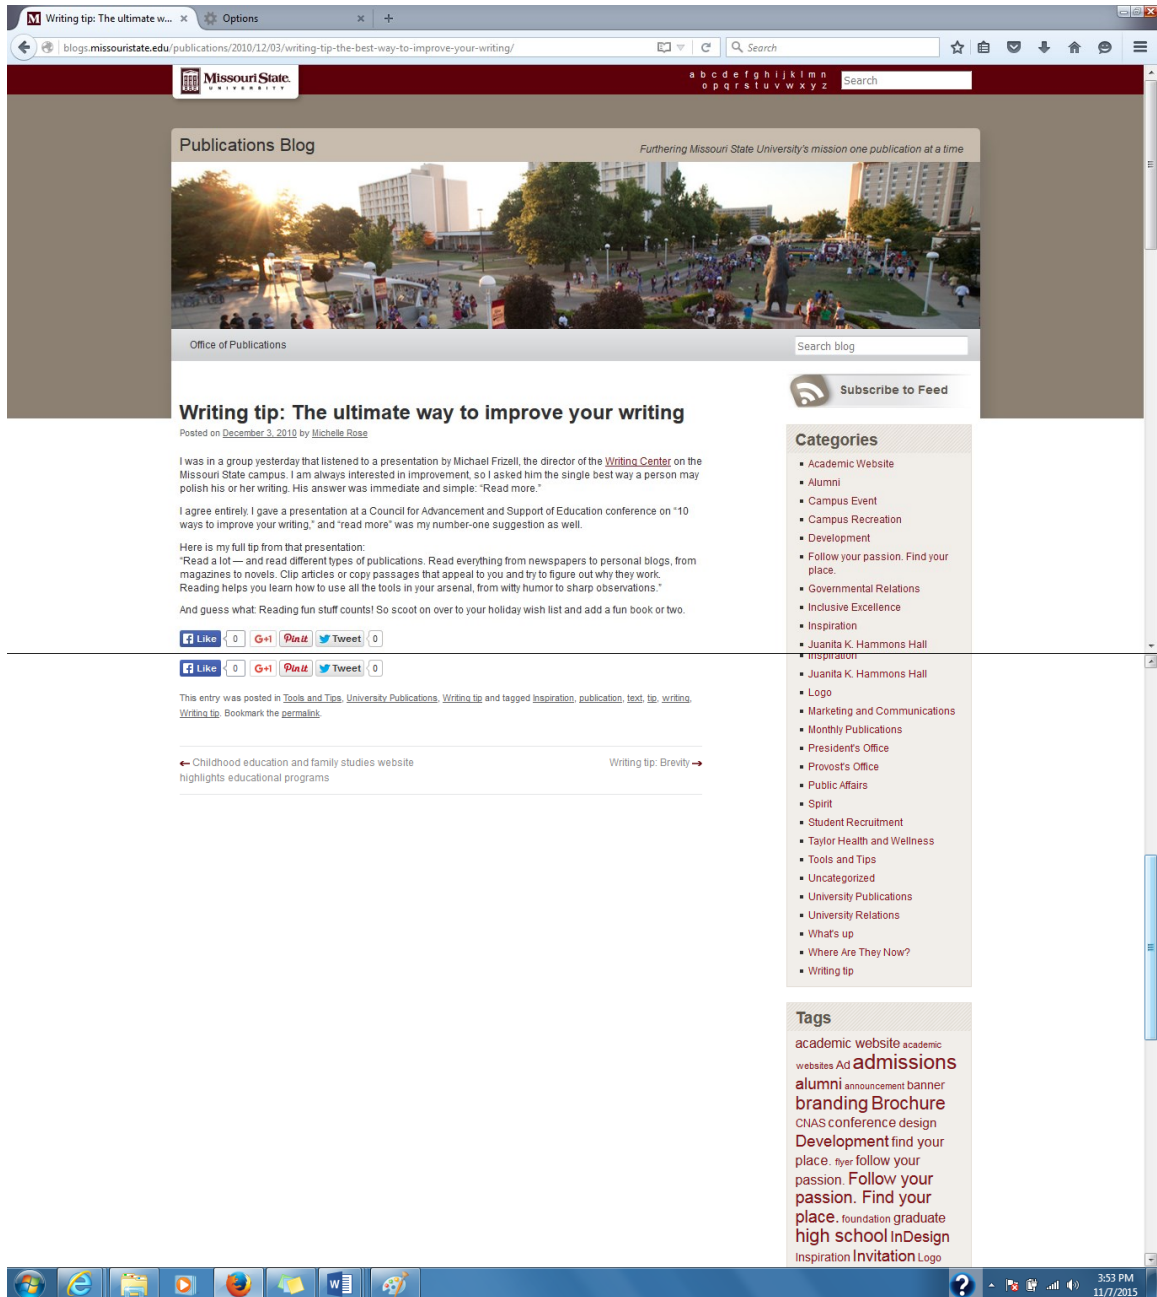 Writing tip: The ultimate w...
Options
blogs.missouristate.edu/publications/2010/12/03/writing-tip-the-best-way-to-improve-your-writing/
Search
Missouri State.
UNIVERSITY
a b c d e f g h i j k l m n
o p q r s t u v w x y z
Search
Publications Blog
Furthering Missouri State University's mission one publication at a time
Office of Publications
Search blog
Subscribe to Feed
Writing tip: The ultimate way to improve your writing
Posted on December 3, 2010 by Michelle Rose
I was in a group yesterday that listened to a presentation by Michael Frizell, the director of the Writing Center on the
Missouri State campus. I am always interested in improvement, so I asked him the single best way a person may
polish his or her writing. His answer was immediate and simple: “Read more.”
I agree entirely. I gave a presentation at a Council for Advancement and Support of Education conference on “10
ways to improve your writing,” and “read more” was my number-one suggestion as well.
Here is my full tip from that presentation:
“Read a lot — and read different types of publications. Read everything from newspapers to personal blogs, from
magazines to novels. Clip articles or copy passages that appeal to you and try to figure out why they work.
Reading helps you learn how to use all the tools in your arsenal, from witty humor to sharp observations.”
And guess what: Reading fun stuff counts! So scoot on over to your holiday wish list and add a fun book or two.
Like 0 G+1 Pin it Tweet 0
Like 0 G+1 Pin it Tweet 0
This entry was posted in Tools and Tips, University Publications, Writing tip and tagged Inspiration, publication, text, tip, writing,
Writing tip. Bookmark the permalink.
← Childhood education and family studies website
highlights educational programs
Writing tip: Brevity →
Categories
Academic Website
Alumni
Campus Event
Campus Recreation
Development
Follow your passion. Find your
place.
Governmental Relations
Inclusive Excellence
Inspiration
Juanita K. Hammons Hall
Inspiration
Juanita K. Hammons Hall
Logo
Marketing and Communications
Monthly Publications
President's Office
Provost's Office
Public Affairs
Spirit
Student Recruitment
Taylor Health and Wellness
Tools and Tips
Uncategorized
University Publications
University Relations
What's up
Where Are They Now?
Writing tip
Tags
academic website academic
websites Ad admissions
alumni announcement banner
branding Brochure
CNAS conference design
Development find your
place. flyer follow your
passion. Follow your
passion. Find your
place. foundation graduate
high school InDesign
Inspiration Invitation Logo
3:53 PM
11/7/2015